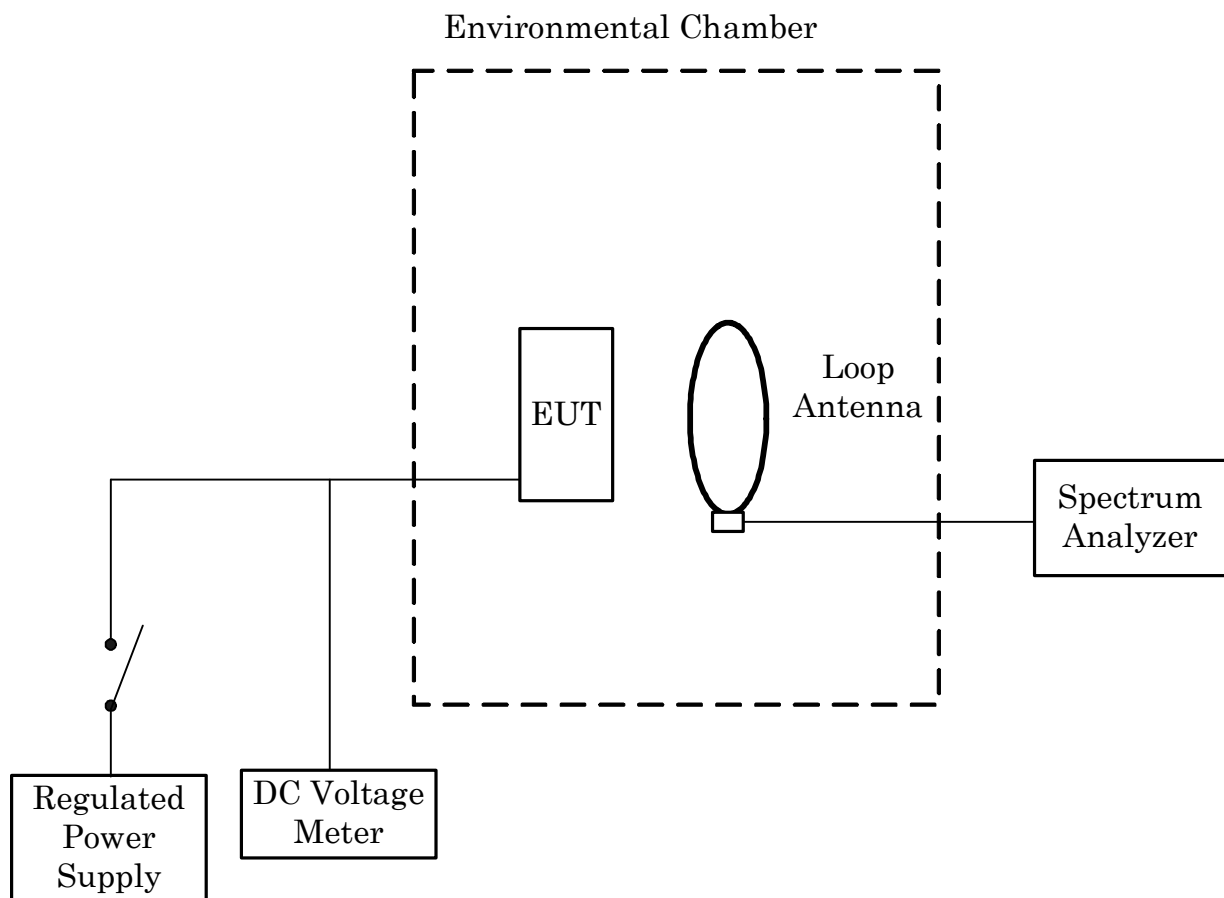 Environmental Chamber
EUT
Loop
Antenna
Spectrum
Analyzer
Regulated
Power
Supply
DC Voltage
Meter